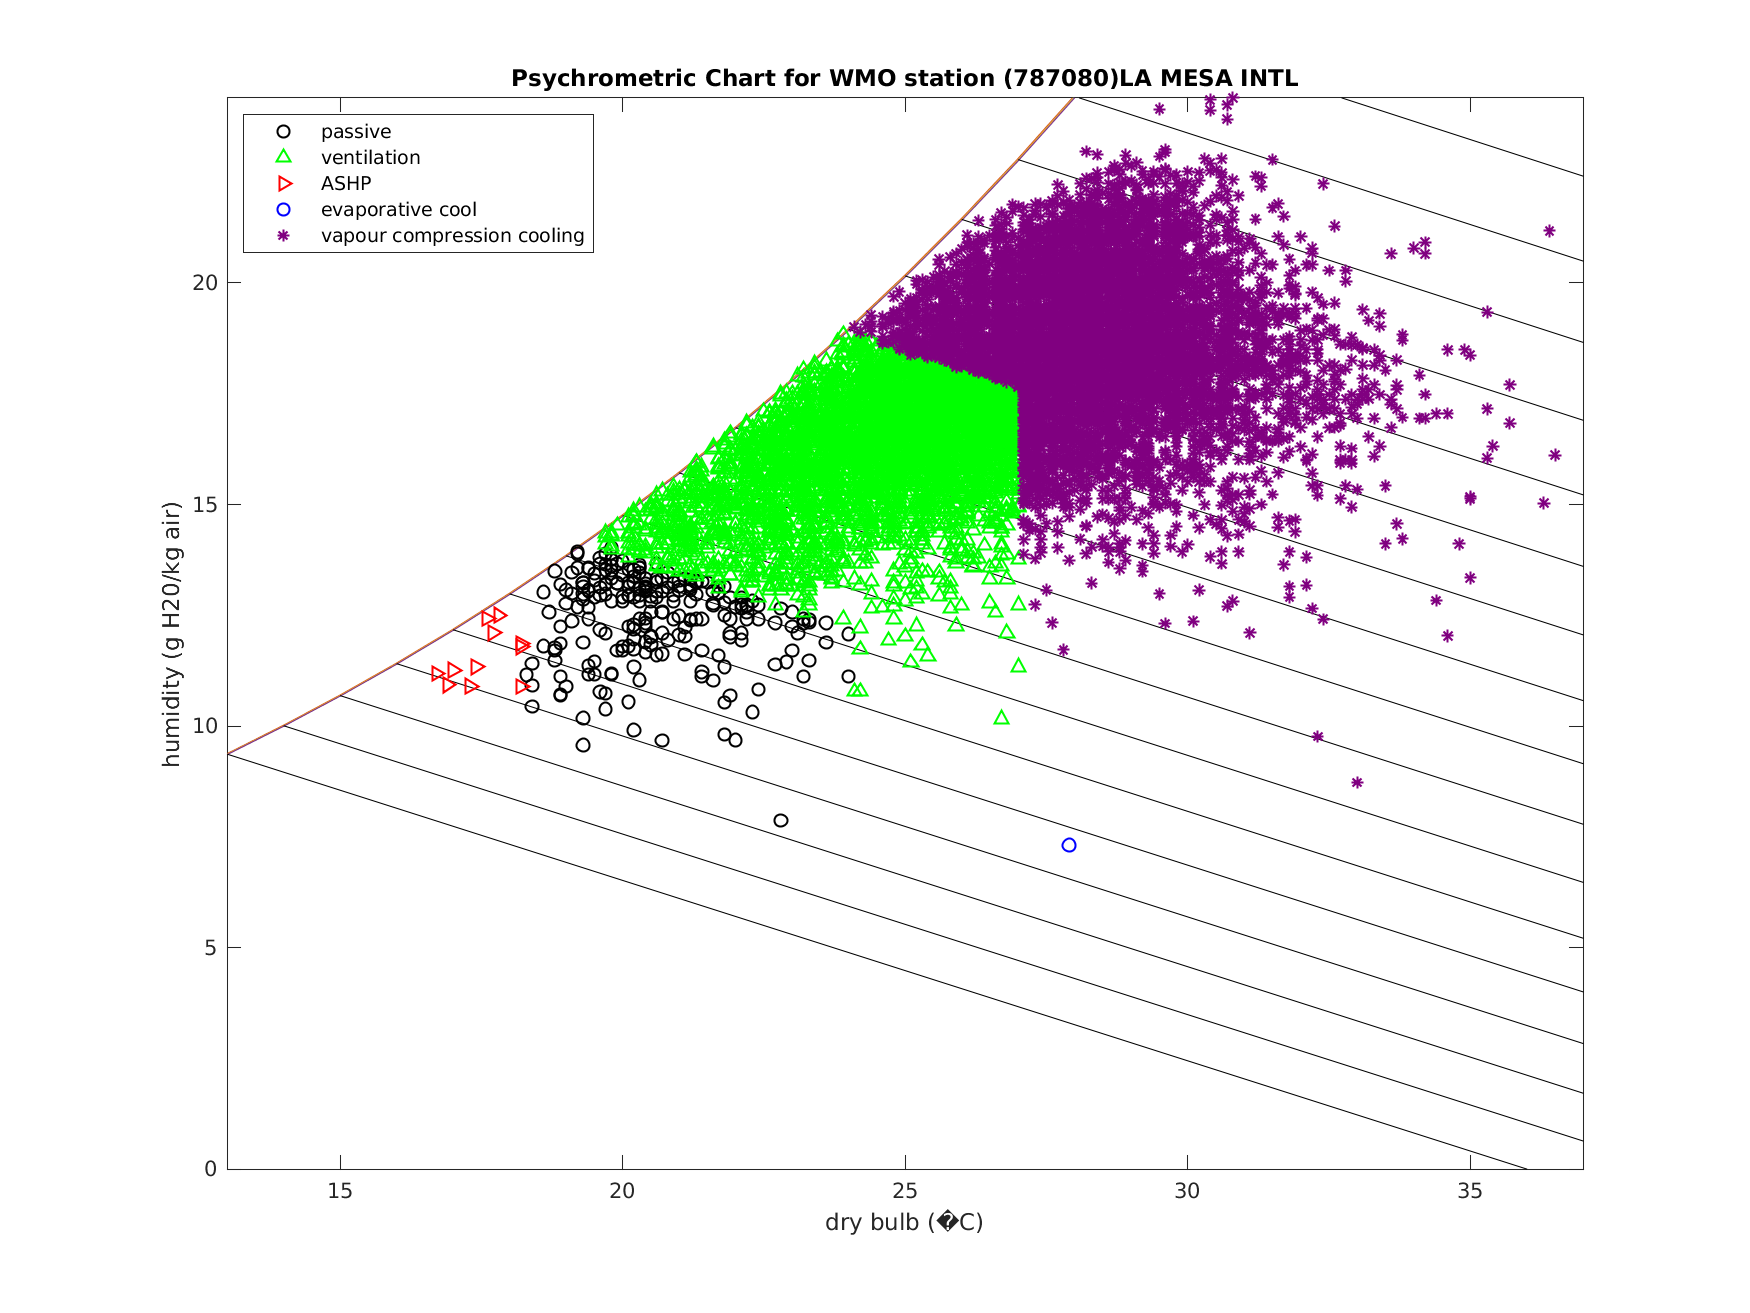 Psychrometric Chart for WMO station (787080)LA MESA INTL
passive
ventilation
ASHP
evaporative cool
vapour compression cooling
humidity (g H20/kg air)
20
15
10
5
0
15
20
25
30
35
dry bulb (�C)